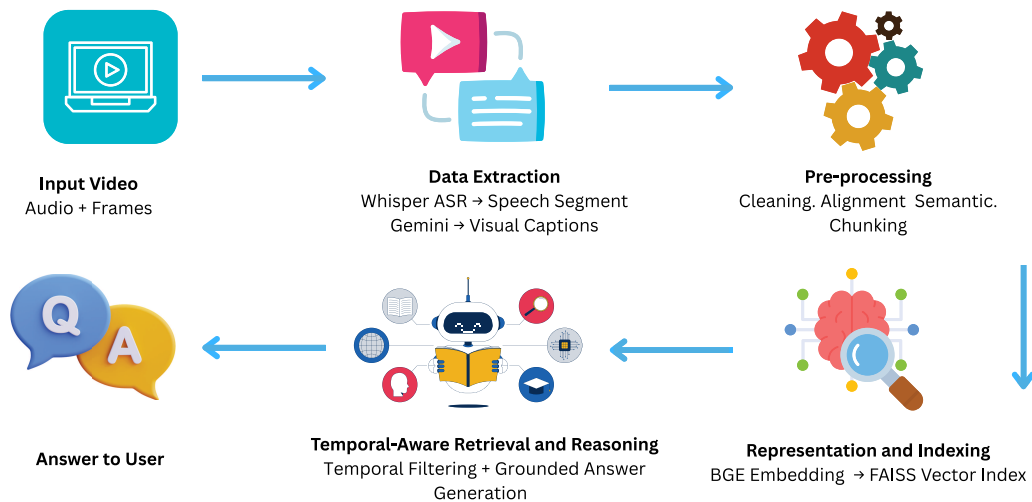 Input Video
Audio + Frames
Data Extraction
Whisper ASR → Speech Segment
Gemini → Visual Captions
Pre-processing
Cleaning. Alignment Semantic.
Chunking
Representation and Indexing
BGE Embedding → FAISS Vector Index
Temporal-Aware Retrieval and Reasoning
Temporal Filtering + Grounded Answer
Generation
Q
A
Answer to User